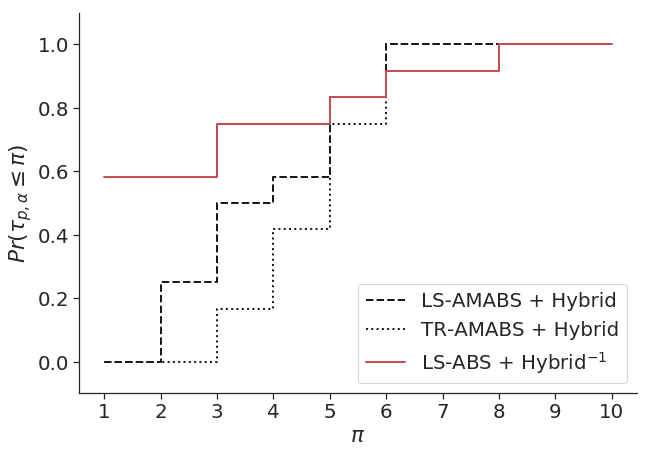 1.0
0.8
0.6
0.4
0.2
0.0
Pr(τp,α ≤ π)
LS-AMABS + Hybrid
TR-AMABS + Hybrid
LS-ABS + Hybrid⁻¹
1 2 3 4 5 6 7 8 9 10
π